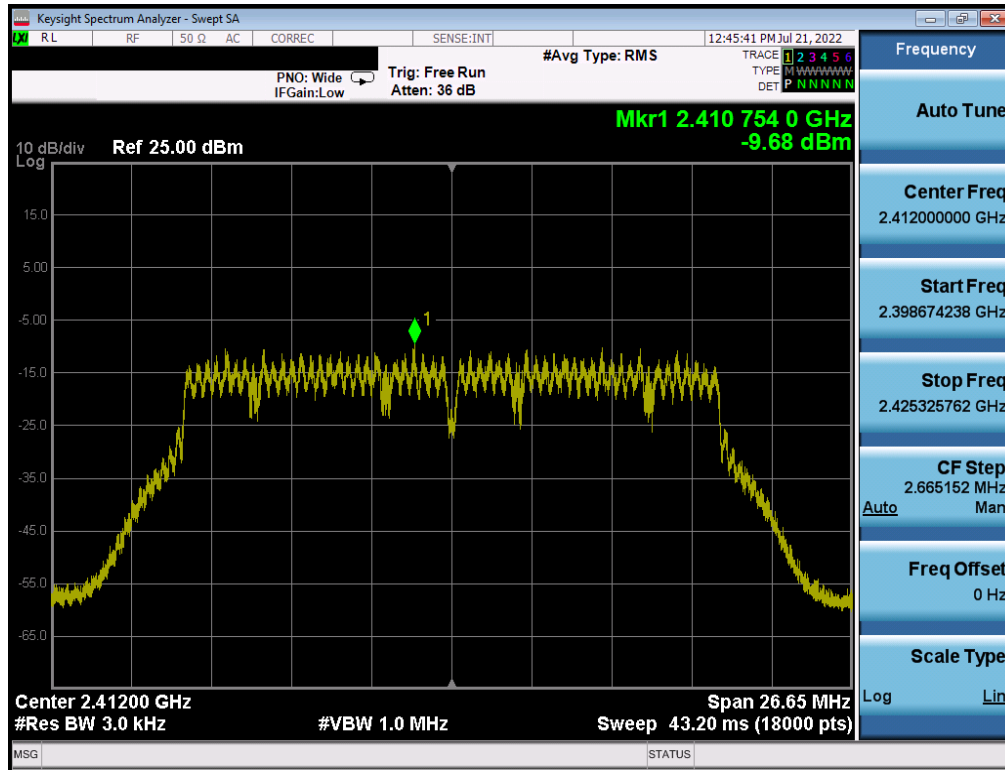 Keysight Spectrum Analyzer - Swept SA
LXI RL RF 50 Ω AC CORREC SENSE:INT 12:45:41 PM Jul 21, 2022
#Avg Type: RMS
PNO: Wide
IFGain:Low
Trig: Free Run
Atten: 36 dB
TRACE 1 2 3 4 5 6
TYPE M W W W W W
DET P N N N N N
Mkr1 2.410 754 0 GHz
-9.68 dBm
10 dB/div
Log
Ref 25.00 dBm
15.0
5.00
-5.00
-15.0
-25.0
-35.0
-45.0
-55.0
-65.0
1
Center 2.41200 GHz
#Res BW 3.0 kHz
#VBW 1.0 MHz
Span 26.65 MHz
Sweep 43.20 ms (18000 pts)
MSG
STATUS
Frequency
Auto Tune
Center Freq
2.412000000 GHz
Start Freq
2.398674238 GHz
Stop Freq
2.425325762 GHz
CF Step
2.665152 MHz
Auto Man
Freq Offset
0 Hz
Scale Type
Log Lin